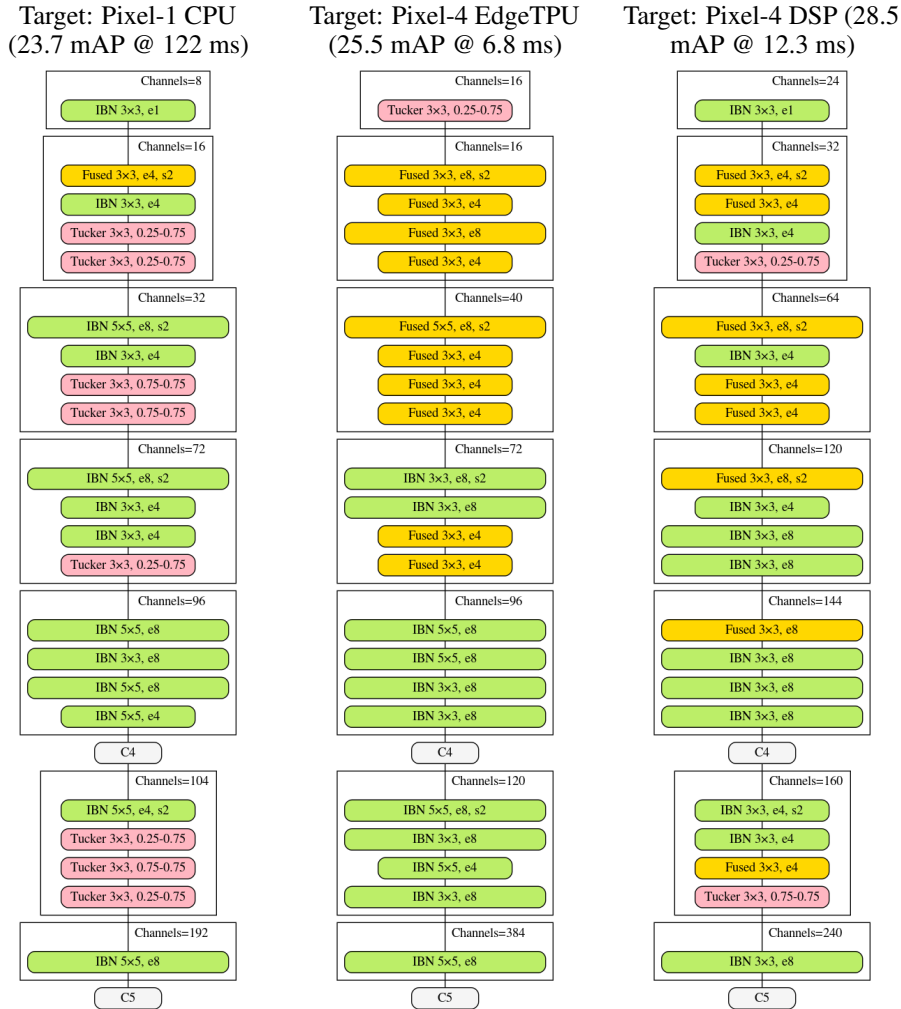 Target: Pixel-1 CPU
(23.7 mAP @ 122 ms)
Channels=8
IBN 3×3, e1
Channels=16
Fused 3×3, e4, s2
IBN 3×3, e4
Tucker 3×3, 0.25-0.75
Tucker 3×3, 0.25-0.75
Channels=32
IBN 5×5, e8, s2
IBN 3×3, e4
Tucker 3×3, 0.75-0.75
Tucker 3×3, 0.75-0.75
Channels=72
IBN 5×5, e8, s2
IBN 3×3, e4
IBN 3×3, e4
Tucker 3×3, 0.25-0.75
Channels=96
IBN 5×5, e8
IBN 3×3, e8
IBN 5×5, e8
IBN 5×5, e4
C4
Channels=104
IBN 5×5, e4, s2
Tucker 3×3, 0.25-0.75
Tucker 3×3, 0.75-0.75
Tucker 3×3, 0.25-0.75
Channels=192
IBN 5×5, e8
C5
Target: Pixel-4 EdgeTPU
(25.5 mAP @ 6.8 ms)
Channels=16
Tucker 3×3, 0.25-0.75
Channels=16
Fused 3×3, e8, s2
Fused 3×3, e4
Fused 3×3, e8
Fused 3×3, e4
Channels=40
Fused 5×5, e8, s2
Fused 3×3, e4
Fused 3×3, e4
Fused 3×3, e4
Channels=72
IBN 3×3, e8, s2
IBN 3×3, e8
Fused 3×3, e4
Fused 3×3, e4
Channels=96
IBN 5×5, e8
IBN 5×5, e8
IBN 3×3, e8
IBN 3×3, e8
C4
Channels=120
IBN 5×5, e8, s2
IBN 3×3, e8
IBN 5×5, e4
IBN 3×3, e8
Channels=384
IBN 5×5, e8
C5
Target: Pixel-4 DSP (28.5
mAP @ 12.3 ms)
Channels=24
IBN 3×3, e1
Channels=32
Fused 3×3, e4, s2
Fused 3×3, e4
IBN 3×3, e4
Tucker 3×3, 0.25-0.75
Channels=64
Fused 3×3, e8, s2
IBN 3×3, e4
Fused 3×3, e4
Fused 3×3, e4
Channels=120
Fused 3×3, e8, s2
IBN 3×3, e4
IBN 3×3, e8
IBN 3×3, e8
Channels=144
Fused 3×3, e8
IBN 3×3, e8
IBN 3×3, e8
IBN 3×3, e8
C4
Channels=160
IBN 3×3, e4, s2
IBN 3×3, e4
Fused 3×3, e4
Tucker 3×3, 0.75-0.75
Channels=240
IBN 3×3, e8
C5